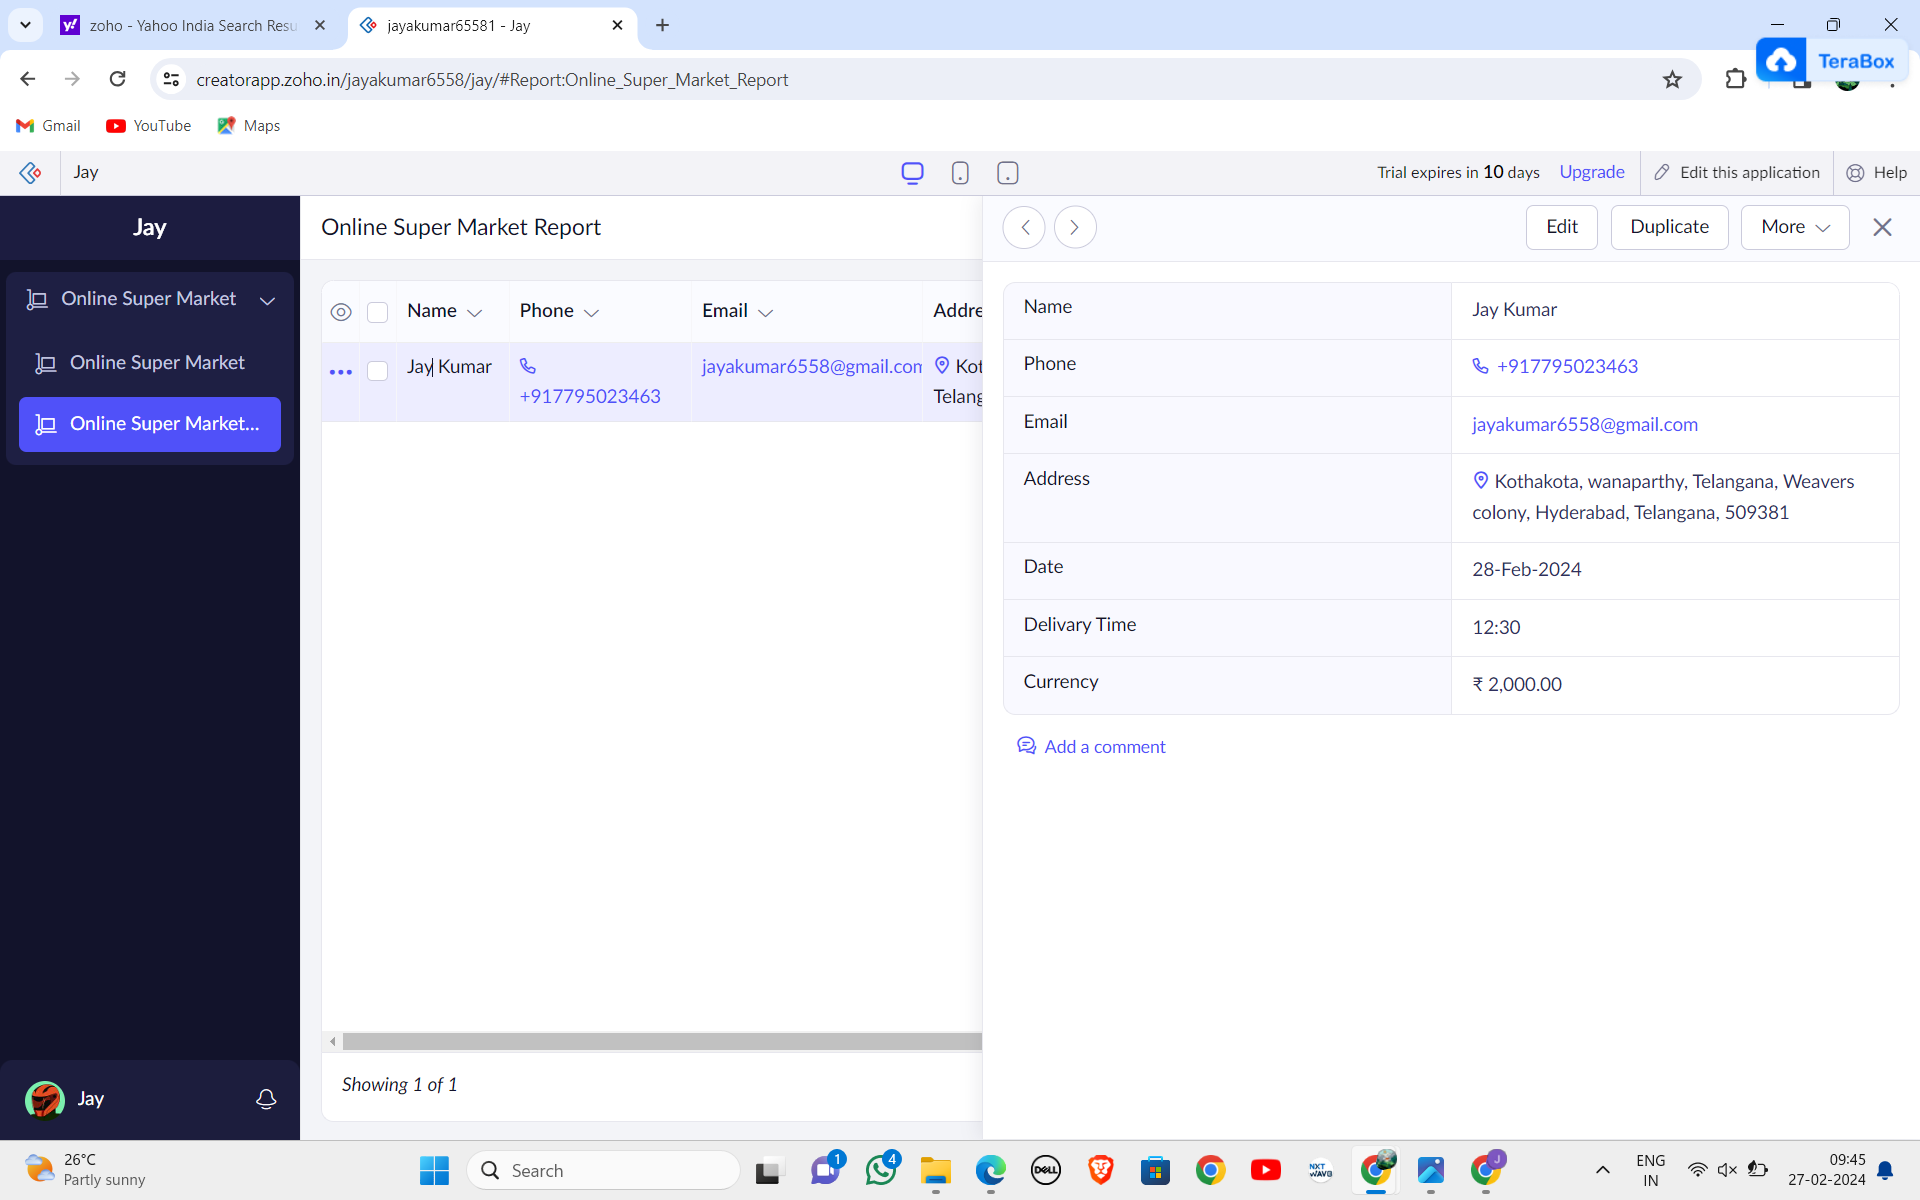 zoho - Yahoo India Search Resu
jayakumar65581 - Jay
creatorapp.zoho.in/jayakumar6558/jay/#Report:Online_Super_Market_Report
TeraBox
Gmail
YouTube
Maps
Jay
Trial expires in 10 days
Upgrade
Edit this application
Help
Jay
Online Super Market
Online Super Market
Online Super Market...
Jay
Online Super Market Report
Name
Phone
Email
Addre
Jay Kumar
+917795023463
jayakumar6558@gmail.com
Kot
Telang
Showing 1 of 1
Edit
Duplicate
More
Name
Jay Kumar
Phone
+917795023463
Email
jayakumar6558@gmail.com
Address
Kothakota, wanaparthy, Telangana, Weavers
colony, Hyderabad, Telangana, 509381
Date
28-Feb-2024
Delivary Time
12:30
Currency
₹ 2,000.00
Add a comment
26°C
Partly sunny
Search
1
4
DELL
NXT
WAVE
J
ENG
IN
09:45
27-02-2024